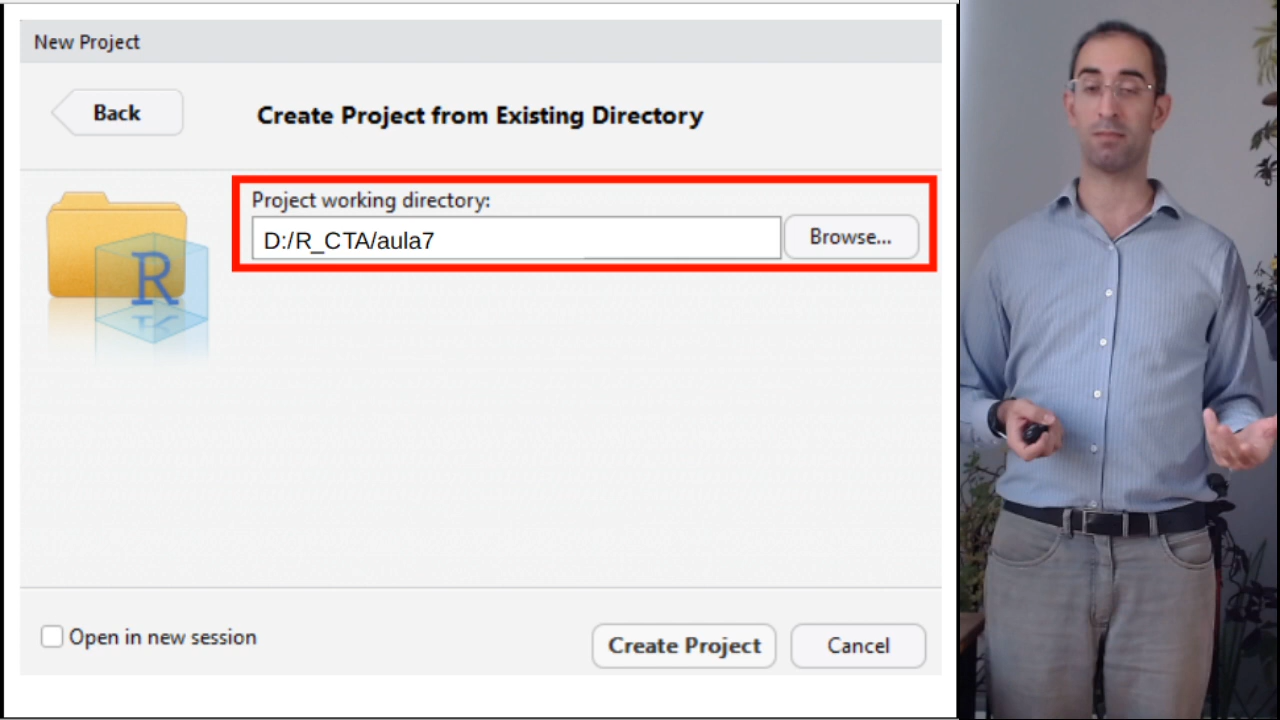 New Project
Back
Create Project from Existing Directory
Project working directory:
D:/R_CTA/aula7
Browse...
R
Open in new session
Create Project
Cancel